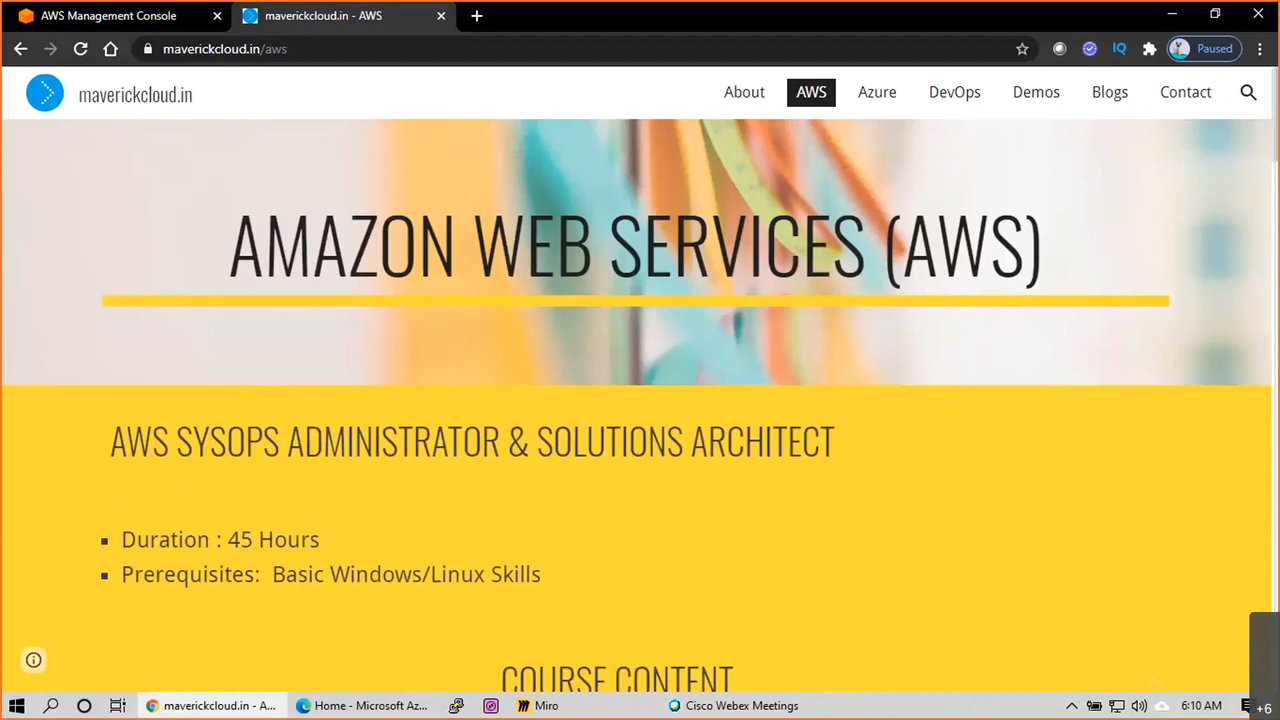 AWS Management Console
maverickcloud.in - AWS
maverickcloud.in/aws
IQ
Paused
maverickcloud.in
About
AWS
Azure
DevOps
Demos
Blogs
Contact
AMAZON WEB SERVICES (AWS)
AWS SYSOPS ADMINISTRATOR & SOLUTIONS ARCHITECT
Duration : 45 Hours
Prerequisites:  Basic Windows/Linux Skills
COURSE CONTENT
maverickcloud.in - A...
Home - Microsoft Az...
Miro
Cisco Webex Meetings
6:10 AM
+6